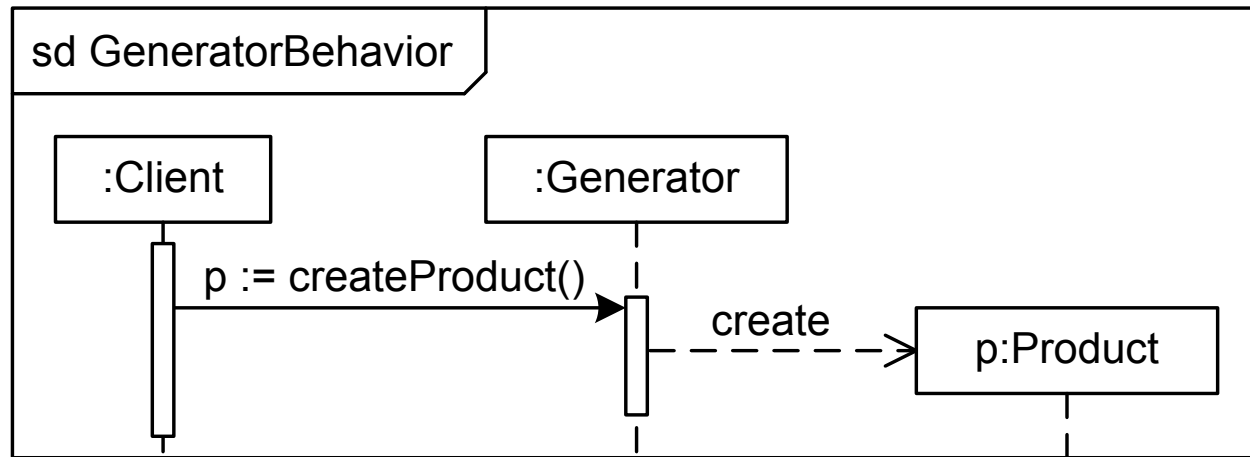 sd GeneratorBehavior
:Client
:Generator
p := createProduct()
create
p:Product